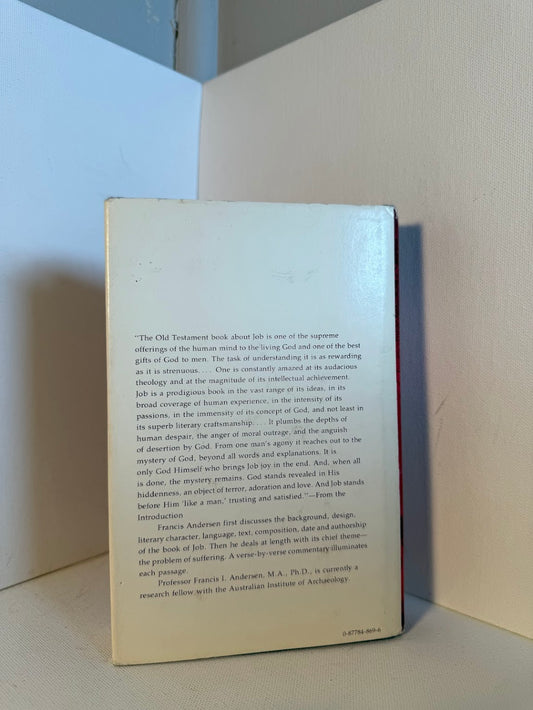 "The Old Testament book about Job is one of the supreme
offerings of the human mind to the living God and one of the best
gifts of God to men. The task of understanding it is as rewarding
as it is strenuous. . . . One is constantly amazed at its audacious
theology and at the magnitude of its intellectual achievement.
Job is a prodigious book in the vast range of its ideas, in its
broad coverage of human experience, in the intensity of its
passions, in the immensity of its concept of God, and not least in
its superb literary craftsmanship. . . . It plumbs the depths of
human despair, the anger of moral outrage, and the anguish
of desertion by God. From one man's agony it reaches out to the
mystery of God, beyond all words and explanations. It is
only God Himself who brings Job joy in the end. And, when all
is done, the mystery remains. God stands revealed in His
hiddenness, an object of terror, adoration and love. And Job stands
before Him 'like a man,' trusting and satisfied."—From the
Introduction
Francis Andersen first discusses the background, design,
literary character, language, text, composition, date and authorship
of the book of Job. Then he deals at length with its chief theme—
the problem of suffering. A verse-by-verse commentary illuminates
each passage.
Professor Francis I. Andersen, M.A., Ph.D., is currently a
research fellow with the Australian Institute of Archaeology.
0-87784-869-6